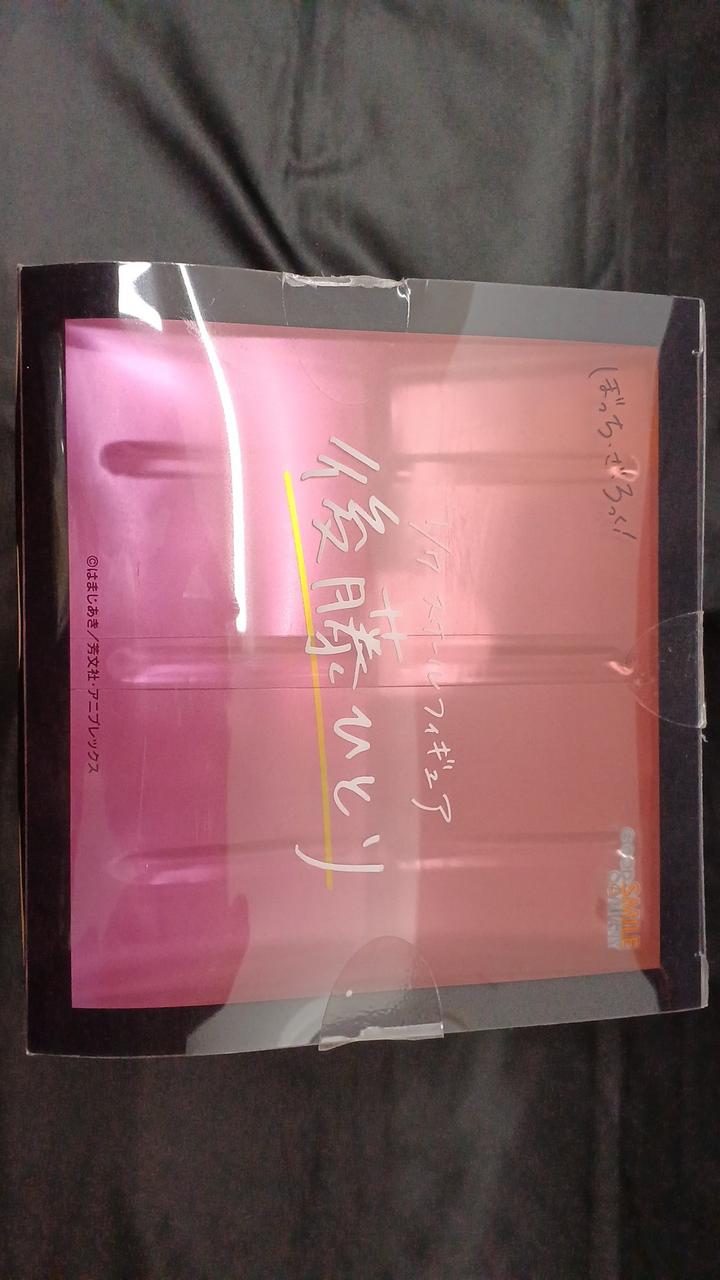 ぼっち・ざ・ろっく!
1/7 スケールフィギュア
後藤ひとり
GOOD SMILE COMPANY
©はまじあき/芳文社・アニプレックス